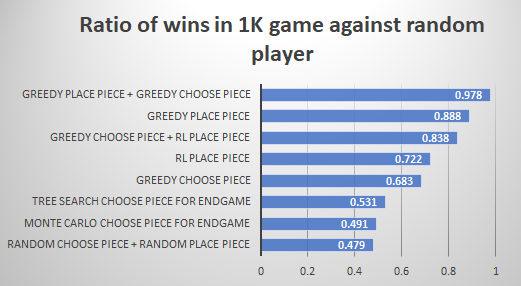 Ratio of wins in 1K game against random
player
GREEDY PLACE PIECE + GREEDY CHOOSE PIECE 0.978
GREEDY PLACE PIECE 0.888
GREEDY CHOOSE PIECE + RL PLACE PIECE 0.838
RL PLACE PIECE 0.722
GREEDY CHOOSE PIECE 0.683
TREE SEARCH CHOOSE PIECE FOR ENDGAME 0.531
MONTE CARLO CHOOSE PIECE FOR ENDGAME 0.491
RANDOM CHOOSE PIECE + RANDOM PLACE PIECE 0.479
0 0.2 0.4 0.6 0.8 1